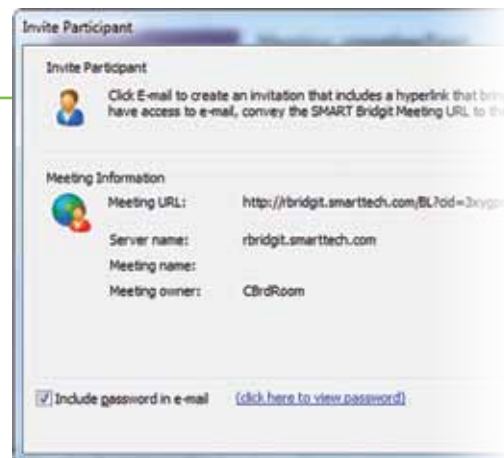 Invite Participant
Invite Participant
Click E-mail to create an invitation that includes a hyperlink that
have access to e-mail, convey the SMART Bridgit Meeting URL to
Meeting Information
Meeting URL: http://rbridgit.smarttech.com/BL?cid=
Server name: rbridgit.smarttech.com
Meeting name:
Meeting owner: CBrdRoom
Include password in e-mail (click here to view password)